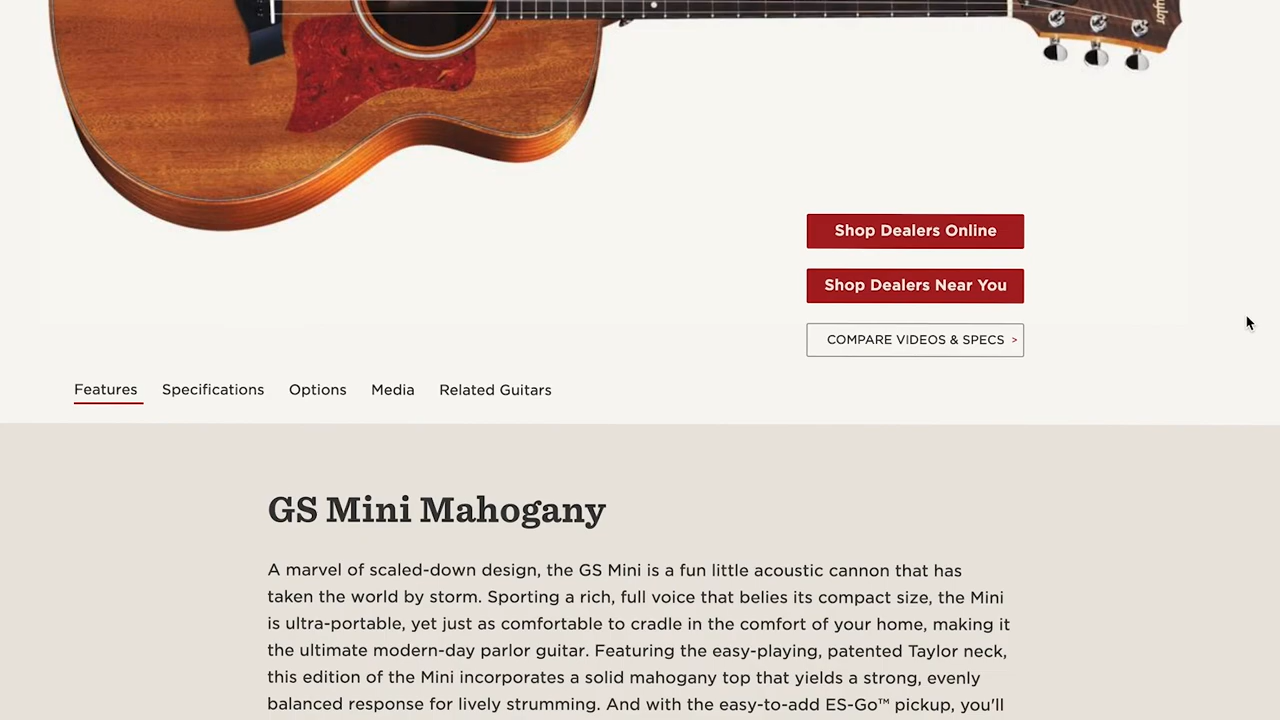 Taylor
Shop Dealers Online
Shop Dealers Near You
COMPARE VIDEOS & SPECS >
Features Specifications Options Media Related Guitars
GS Mini Mahogany
A marvel of scaled-down design, the GS Mini is a fun little acoustic cannon that has
taken the world by storm. Sporting a rich, full voice that belies its compact size, the Mini
is ultra-portable, yet just as comfortable to cradle in the comfort of your home, making it
the ultimate modern-day parlor guitar. Featuring the easy-playing, patented Taylor neck,
this edition of the Mini incorporates a solid mahogany top that yields a strong, evenly
balanced response for lively strumming. And with the easy-to-add ES-Go™ pickup, you'll